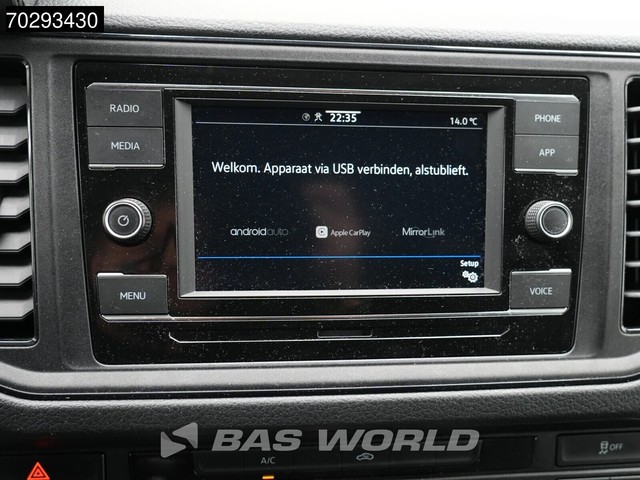 70293430
RADIO
MEDIA
MENU
22:35
14.0 °C
Welkom. Apparaat via USB verbinden, alstublieft.
androidauto
Apple CarPlay
MirrorLink
Setup
PHONE
APP
VOICE
BAS WORLD
A/C
OFF